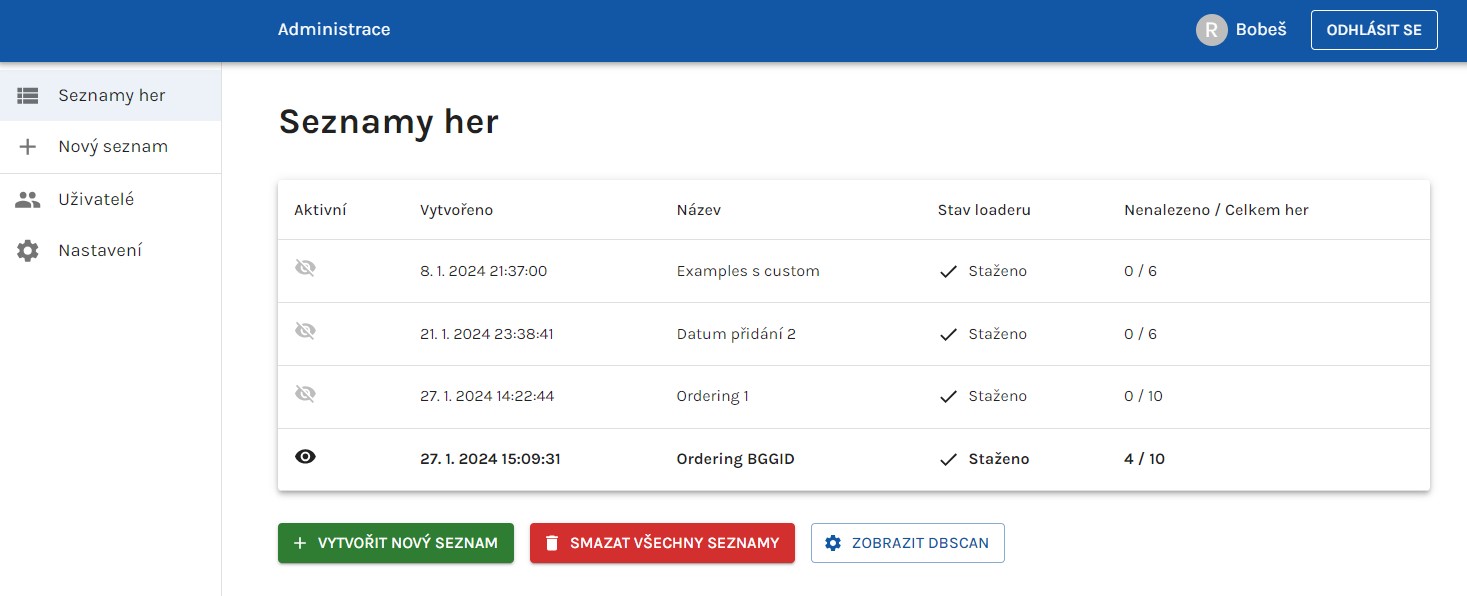 Administrace
R Bobeš ODHLÁSIT SE
Seznamy her
Nový seznam
Uživatelé
Nastavení
Seznamy her
Aktivní Vytvořeno Název Stav loaderu Nenalezeno / Celkem her
8. 1. 2024 21:37:00 Examples s custom Staženo 0 / 6
21. 1. 2024 23:38:41 Datum přidání 2 Staženo 0 / 6
27. 1. 2024 14:22:44 Ordering 1 Staženo 0 / 10
27. 1. 2024 15:09:31 Ordering BGGID Staženo 4 / 10
VYTVOŘIT NOVÝ SEZNAM SMAZAT VŠECHNY SEZNAMY ZOBRAZIT DBSCAN